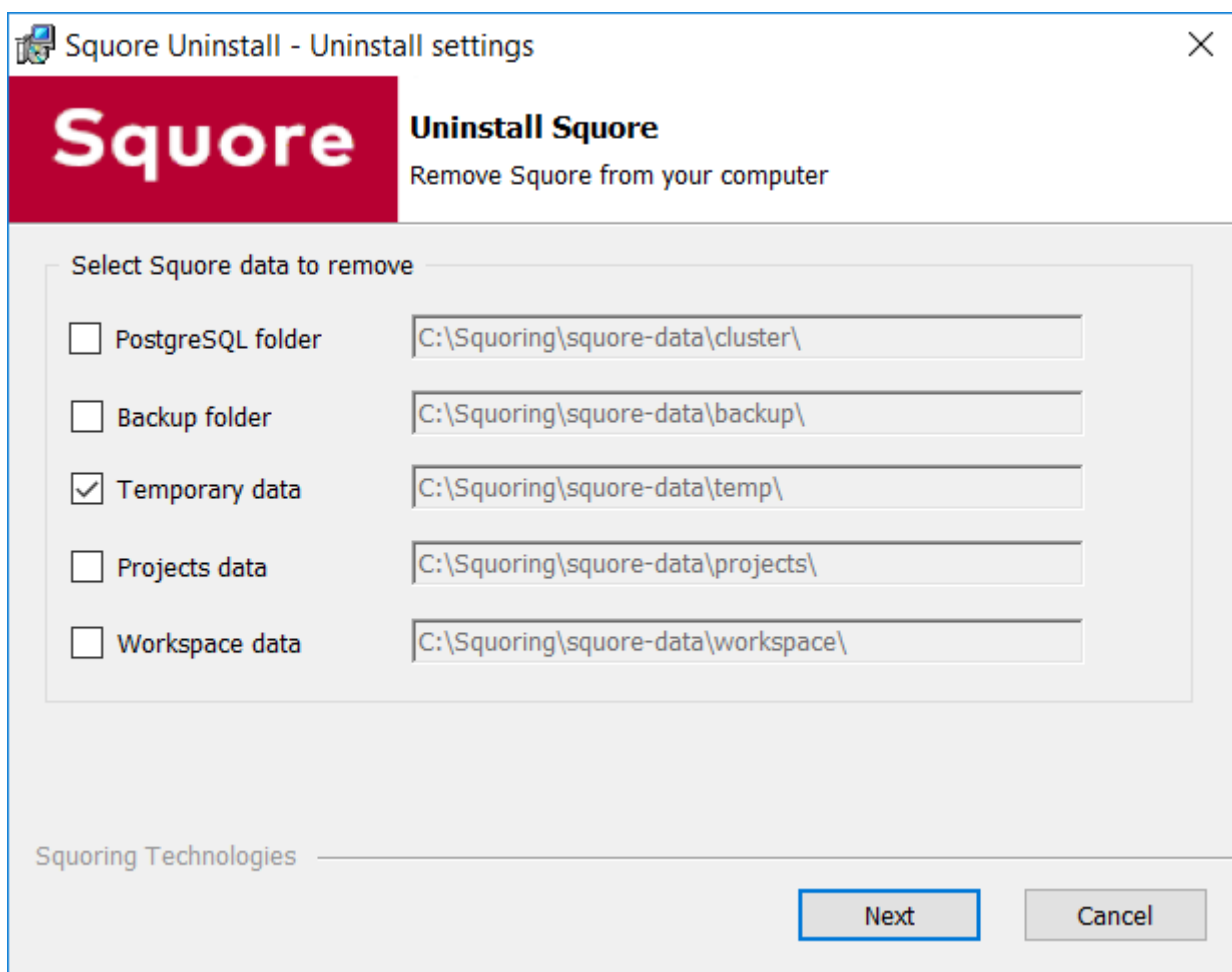 Squore Uninstall - Uninstall settings
Squore
Uninstall Squore
Remove Squore from your computer
Select Squore data to remove
PostgreSQL folder C:\Squoring\squore-data\cluster\
Backup folder C:\Squoring\squore-data\backup\
Temporary data C:\Squoring\squore-data\temp\
Projects data C:\Squoring\squore-data\projects\
Workspace data C:\Squoring\squore-data\workspace\
Squoring Technologies
Next Cancel